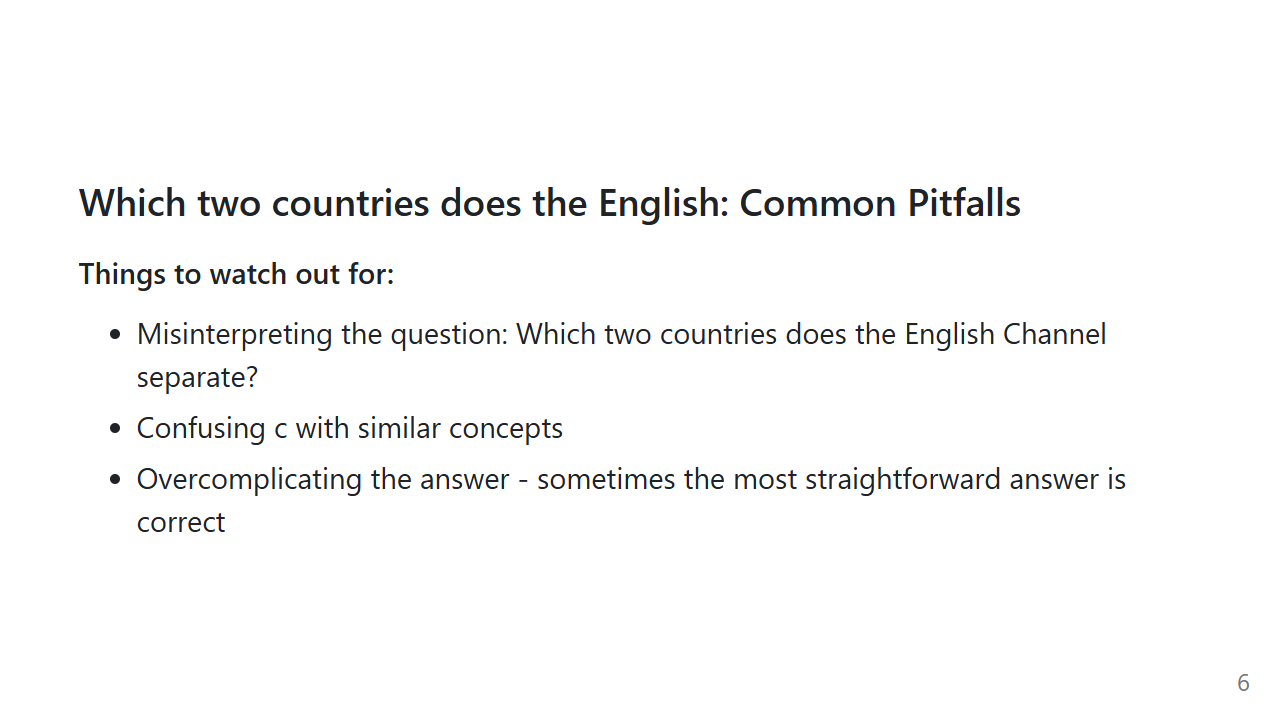 Which two countries does the English: Common Pitfalls
Things to watch out for:
• Misinterpreting the question: Which two countries does the English Channel
separate?
• Confusing c with similar concepts
• Overcomplicating the answer - sometimes the most straightforward answer is
correct
6